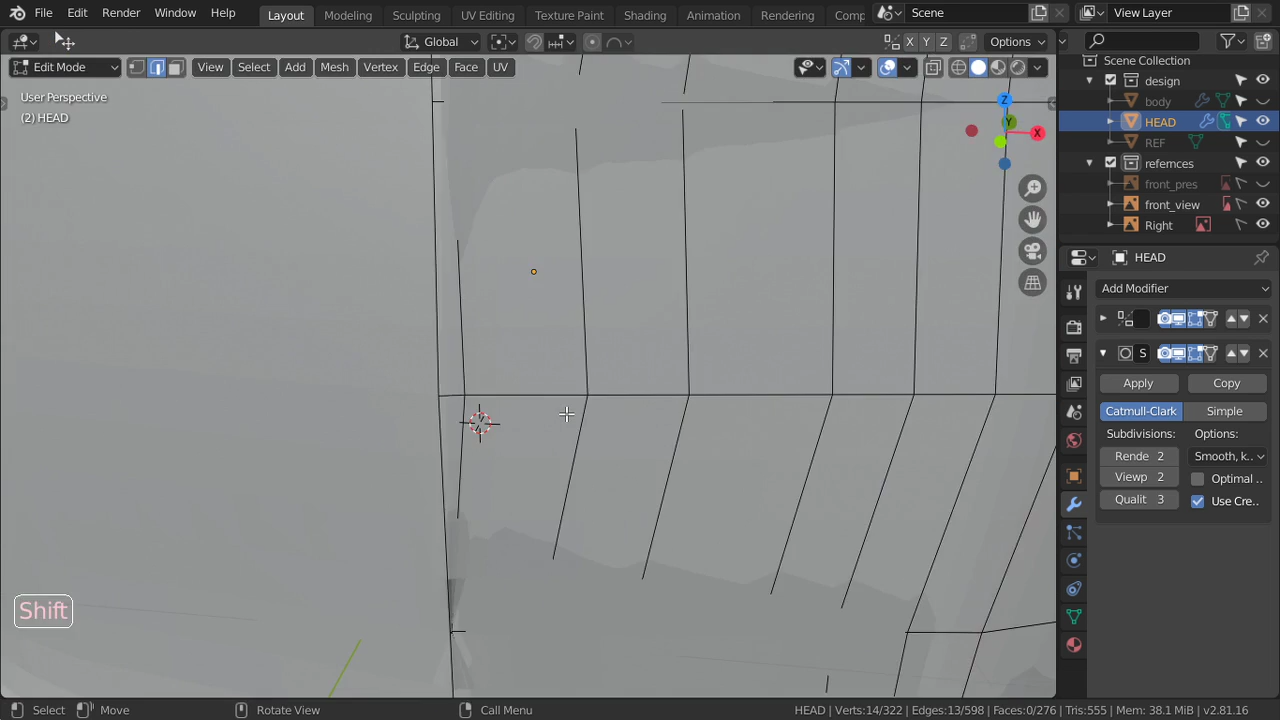 File Edit Render Window Help Layout Modeling Sculpting UV Editing Texture Paint Shading Animation Rendering Comp Scene View Layer
Global X Y Z Options
Edit Mode View Select Add Mesh Vertex Edge Face UV
User Perspective
(2) HEAD
Z
Y
X
Scene Collection
design
body
HEAD
REF
refemces
front_pres
front_view
Right
HEAD
Add Modifier
S
Apply Copy
Catmull-Clark Simple
Subdivisions: Options:
Rende 2 Smooth, k..
Viewp 2 Optimal ..
Qualit 3 Use Cre..
Shift
Select Move Rotate View Call Menu HEAD | Verts:14/322 | Edges:13/598 | Faces:0/276 | Tris:555 | Mem: 38.1 MiB | v2.81.16